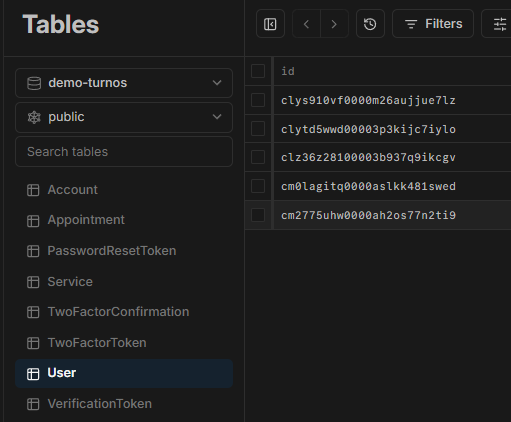 Tables
demo-turnos
public
Search tables
Account
Appointment
PasswordResetToken
Service
TwoFactorConfirmation
TwoFactorToken
User
VerificationToken
Filters
id
clys910vf0000m26aujjue7lz
clytd5wwd00003p3kijc7iylo
clz36z28100003b937q9ikcgv
cm0lagitq0000aslkk481swed
cm2775uhw0000ah2os77n2ti9